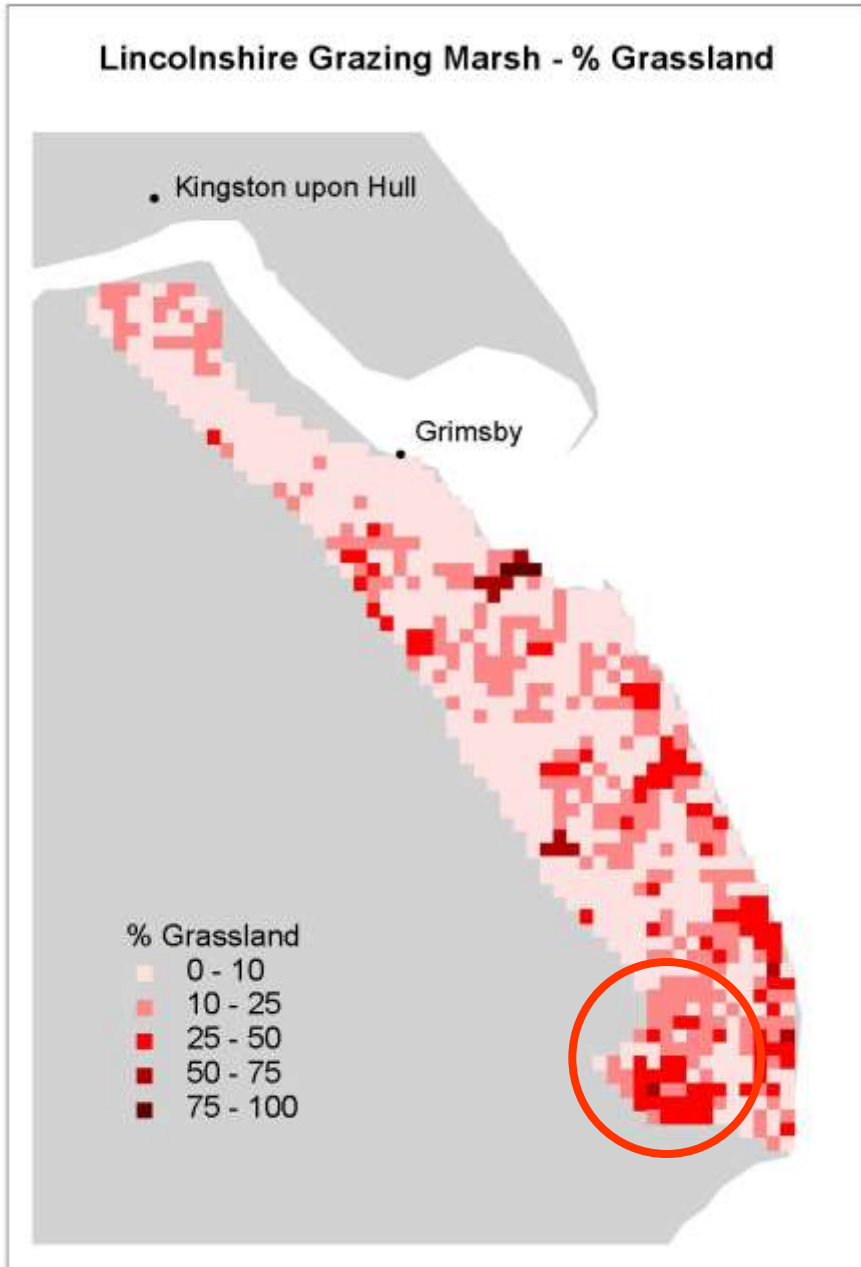 Lincolnshire Grazing Marsh - % Grassland
Kingston upon Hull
Grimsby
% Grassland
0 - 10
10 - 25
25 - 50
50 - 75
75 - 100